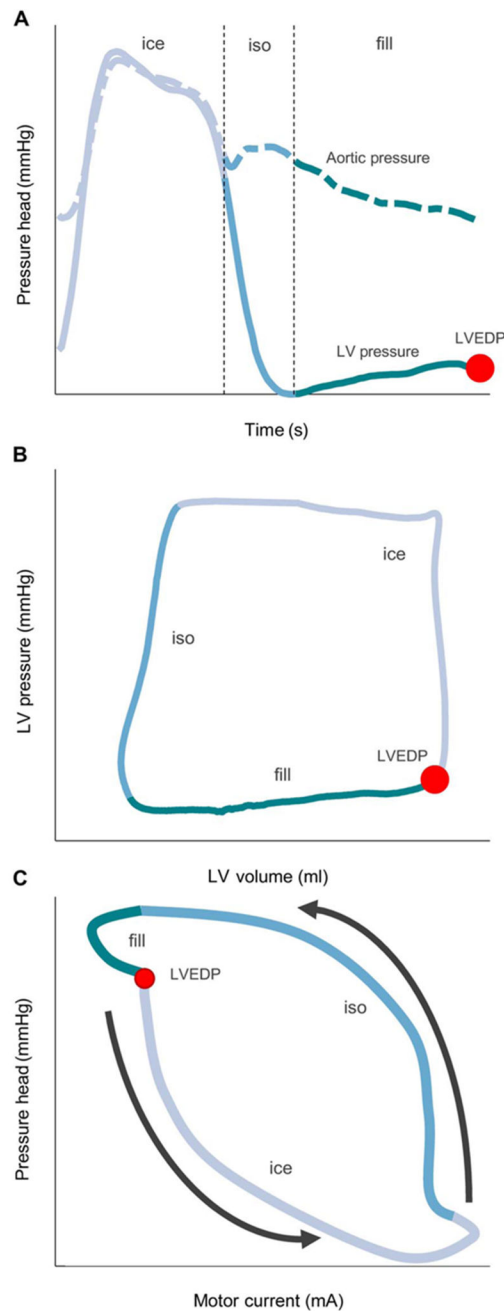 A
Pressure head (mmHg)
ice
iso
fill
Aortic pressure
LV pressure
LVEDP
Time (s)
B
LV pressure (mmHg)
ice
iso
LVEDP
fill
LV volume (ml)
C
Pressure head (mmHg)
fill
LVEDP
iso
ice
Motor current (mA)